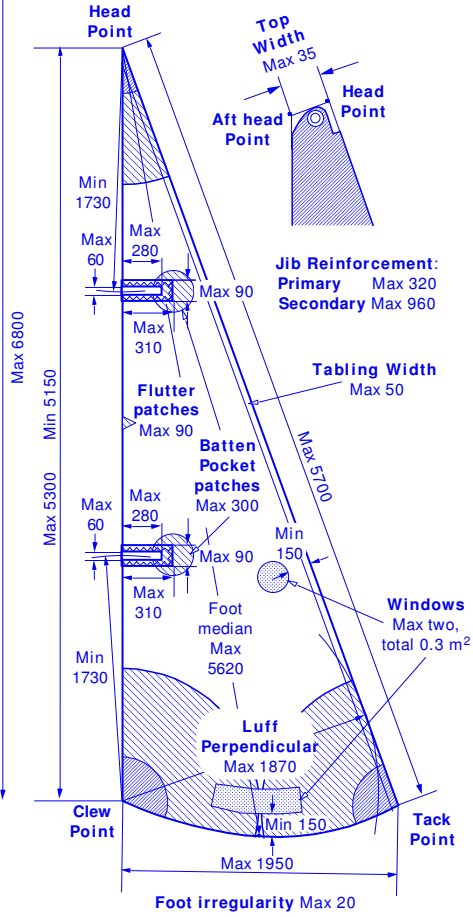 Head
Point
Top
Width
Max 35
Head
Point
Aft head
Point
Min
1730
Max
60
Max
280
Max 90
Max
310
Jib Reinforcement:
Primary Max 320
Secondary Max 960
Max 6800
Min 5150
Max 5300
Tabling Width
Max 50
Flutter
patches
Max 90
Max 5700
Batten
Pocket
patches
Max 300
Max
60
Max
280
Max 90
Max
310
Min
150
Windows
Max two,
total 0.3 m2
Foot
median
Max
5620
Min
1730
Luff
Perpendicular
Max 1870
Min 150
Clew
Point
Tack
Point
Max 1950
Foot irregularity Max 20